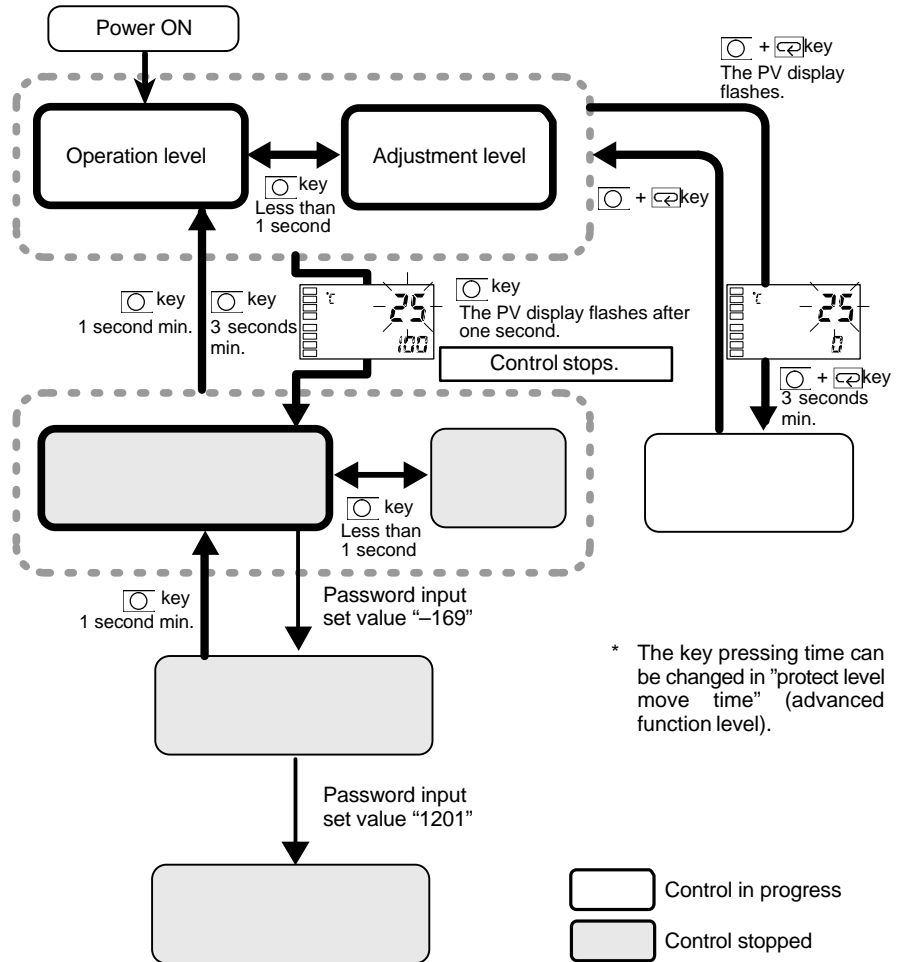 Power ON
+ key
The PV display
flashes.
Operation level
Adjustment level
key
Less than
1 second
+ key
key
1 second min.
key
3 seconds
min.
℃
25
100
key
The PV display flashes after
one second.
Control stops.
℃
25
0
+ key
3 seconds
min.
key
Less than
1 second
key
1 second min.
Password input
set value “–169”
* The key pressing time can
be changed in ”protect level
move time” (advanced
function level).
Password input
set value “1201”
Control in progress
Control stopped